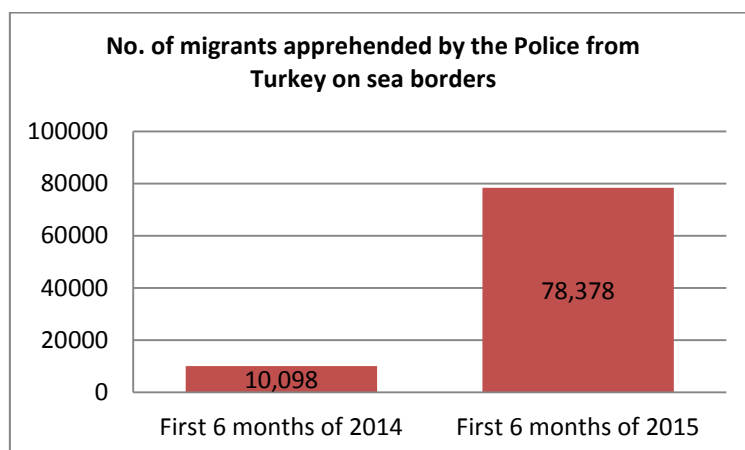 No. of migrants apprehended by the Police from
Turkey on sea borders
100000
80000
60000
40000
20000
0
78,378
10,098
First 6 months of 2014
First 6 months of 2015